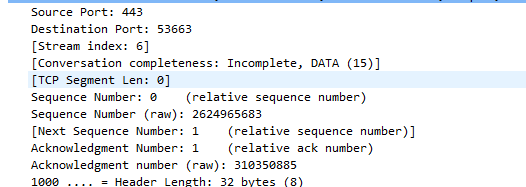 Source Port: 443
Destination Port: 53663
[Stream index: 6]
[Conversation completeness: Incomplete, DATA (15)]
[TCP Segment Len: 0]
Sequence Number: 0    (relative sequence number)
Sequence Number (raw): 2624965683
[Next Sequence Number: 1    (relative sequence number)]
Acknowledgment Number: 1    (relative ack number)
Acknowledgment number (raw): 310350885
1000 .... = Header Length: 32 bytes (8)